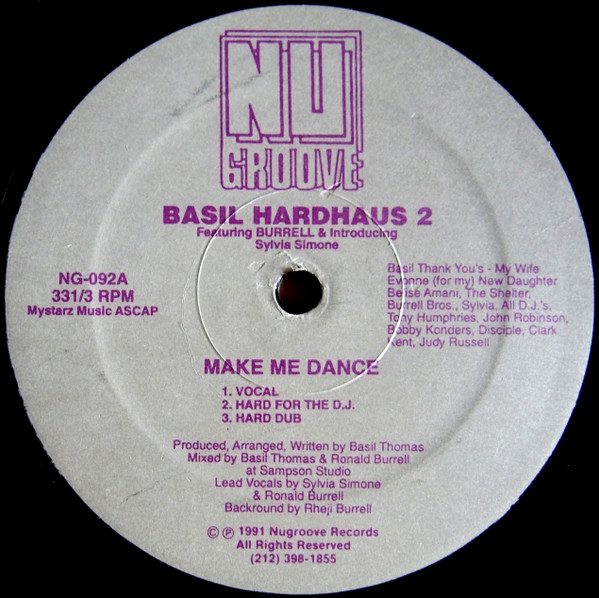 NU
GROOVE
BASIL HARDHAUS 2
Featuring BURRELL & Introducing
Sylvia Simone
NG-092A
331/3 RPM
Mystarz Music ASCAP
Basil Thank You's - My Wife
Evonne (for my) New Daughter
Belise Amani, The Shelter,
Burrell Bros., Sylvia, All D.J.'s,
Tony Humphries, John Robinson,
Bobby Konders, Disciple, Clark
Kent, Judy Russell
MAKE ME DANCE
1. VOCAL
2. HARD FOR THE D.J.
3. HARD DUB
Produced, Arranged, Written by Basil Thomas
Mixed by Basil Thomas & Ronald Burrell
at Sampson Studio
Lead Vocals by Sylvia Simone
& Ronald Burrell
Backround by Rheji Burrell
© ℗ 1991 Nugroove Records
All Rights Reserved
(212) 398-1855